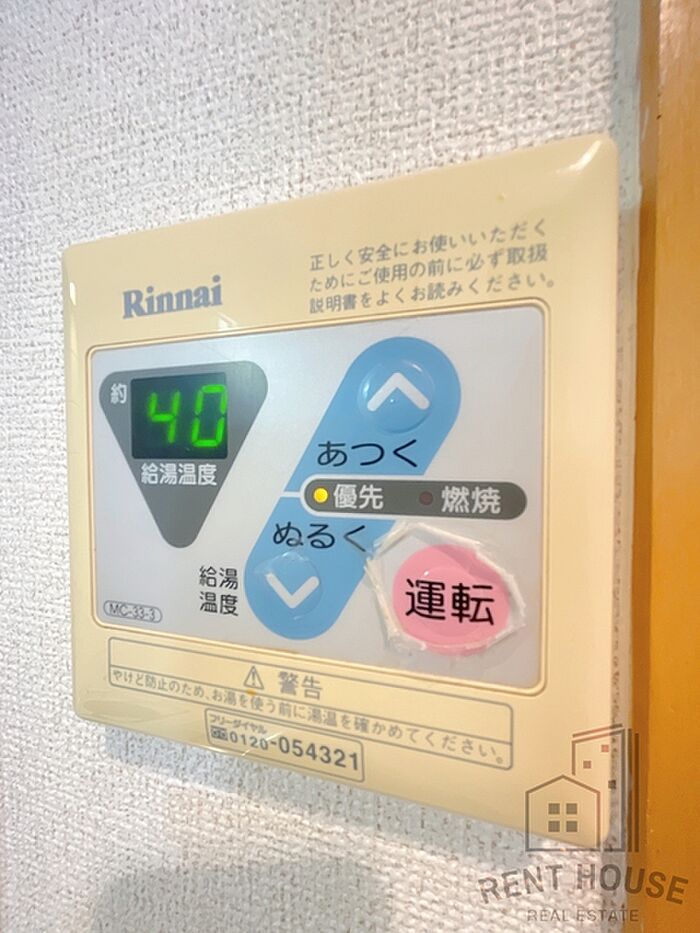 Rinnai
正しく安全にお使いいただく
ためにご使用の前に必ず取扱
説明書をよくお読みください。
約
40
給湯温度
あつく
優先
燃焼
ぬるく
給湯
温度
運転
MC-33-3
警告
やけど防止のため、お湯を使う前に湯温を確かめてください。
フリーダイヤル
0120-054321
RENT HOUSE
REAL ESTATE